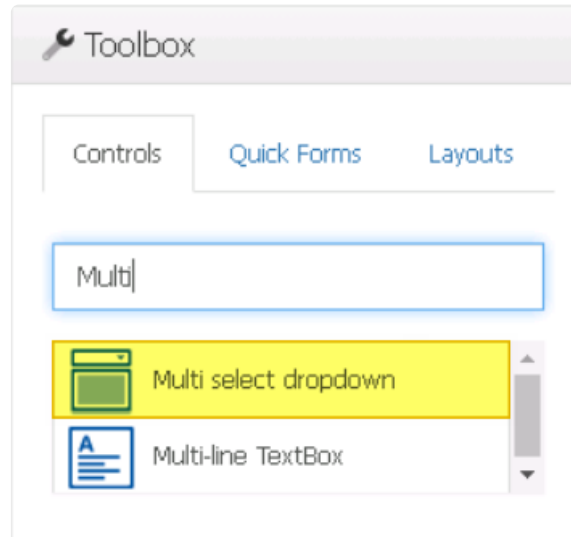 Toolbox
Controls Quick Forms Layouts
Multi
Multi select dropdown
A
Multi-line TextBox